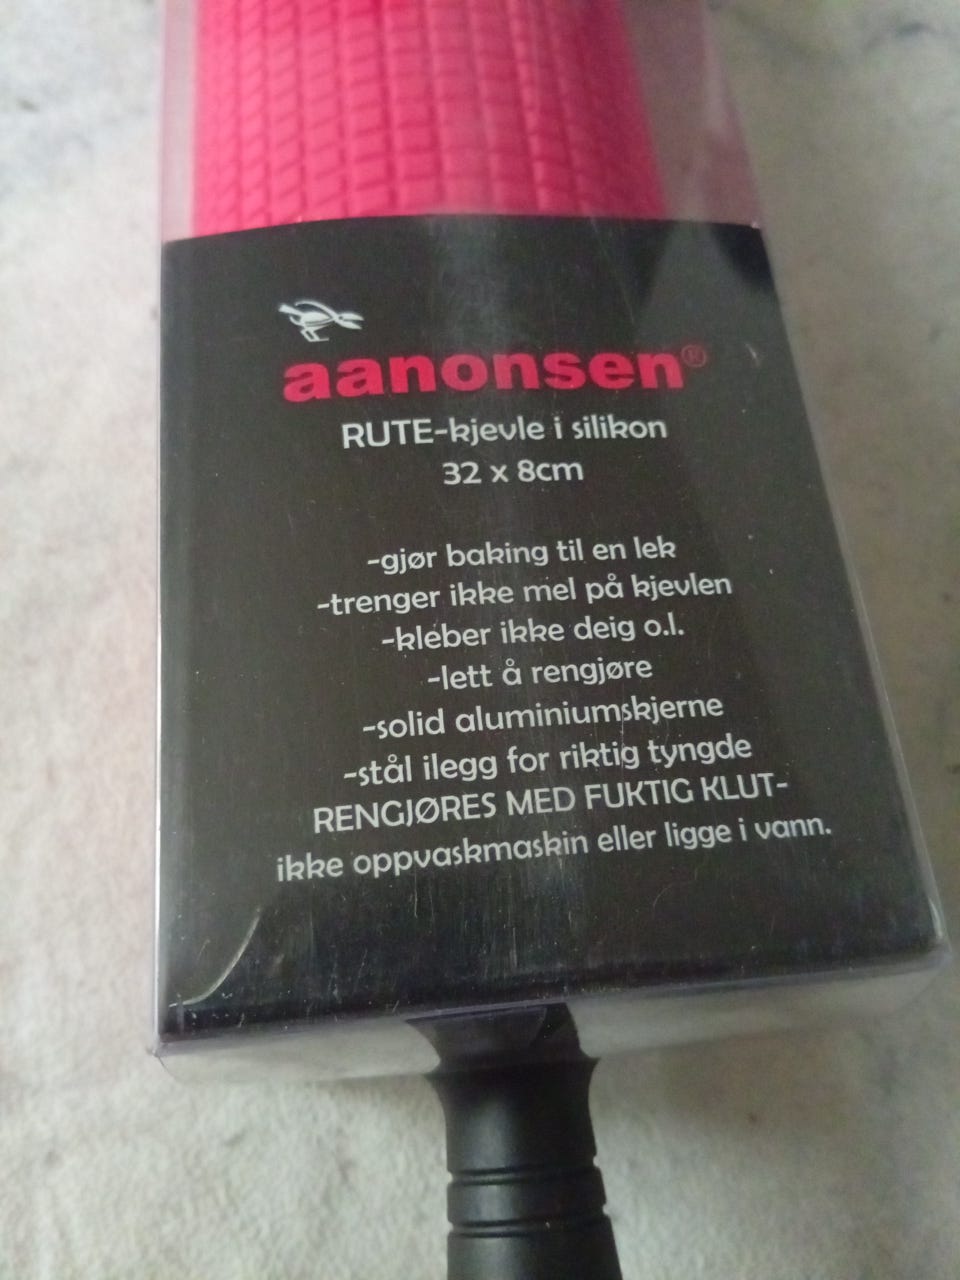 aanonsen®
RUTE-kjevle i silikon
32 x 8cm
-gjør baking til en lek
-trenger ikke mel på kjevlen
-kleber ikke deig o.l.
-lett å rengjøre
-solid aluminiumskjerne
-stål ilegg for riktig tyngde
RENGJØRES MED FUKTIG KLUT-
ikke oppvaskmaskin eller ligge i vann.